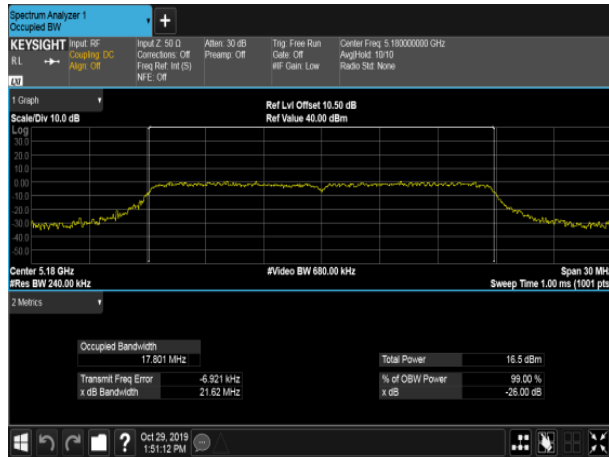 Spectrum Analyzer 1
Occupied BW
+
KEYSIGHT
R L
LXI
Input: RF
Coupling: DC
Align: Off
Input Z: 50 Ω
Corrections: Off
Freq Ref: Int (S)
NFE: Off
Atten: 30 dB
Preamp: Off
Trig: Free Run
Gate: Off
#IF Gain: Low
Center Freq: 5.180000000 GHz
Avg|Hold: 10/10
Radio Std: None
1 Graph
Scale/Div 10.0 dB
Ref Lvl Offset 10.50 dB
Ref Value 40.00 dBm
Log
30.0
20.0
10.0
0.00
-10.0
-20.0
-30.0
-40.0
-50.0
Center 5.18 GHz
#Res BW 240.00 kHz
#Video BW 680.00 kHz
Span 30 MHz
Sweep Time 1.00 ms (1001 pts
2 Metrics
Occupied Bandwidth
17.801 MHz
Transmit Freq Error -6.921 kHz
x dB Bandwidth 21.62 MHz
Total Power 16.5 dBm
% of OBW Power 99.00 %
x dB -26.00 dB
?
Oct 29, 2019
1:51:12 PM